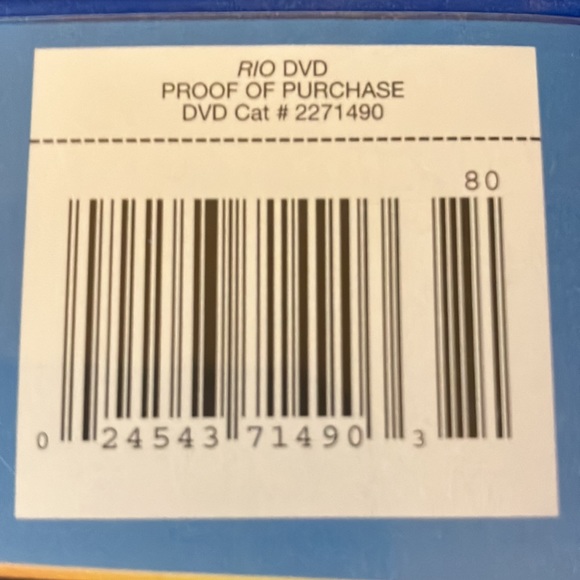 RIO DVD
PROOF OF PURCHASE
DVD Cat # 2271490
80
0 24543 71490 3